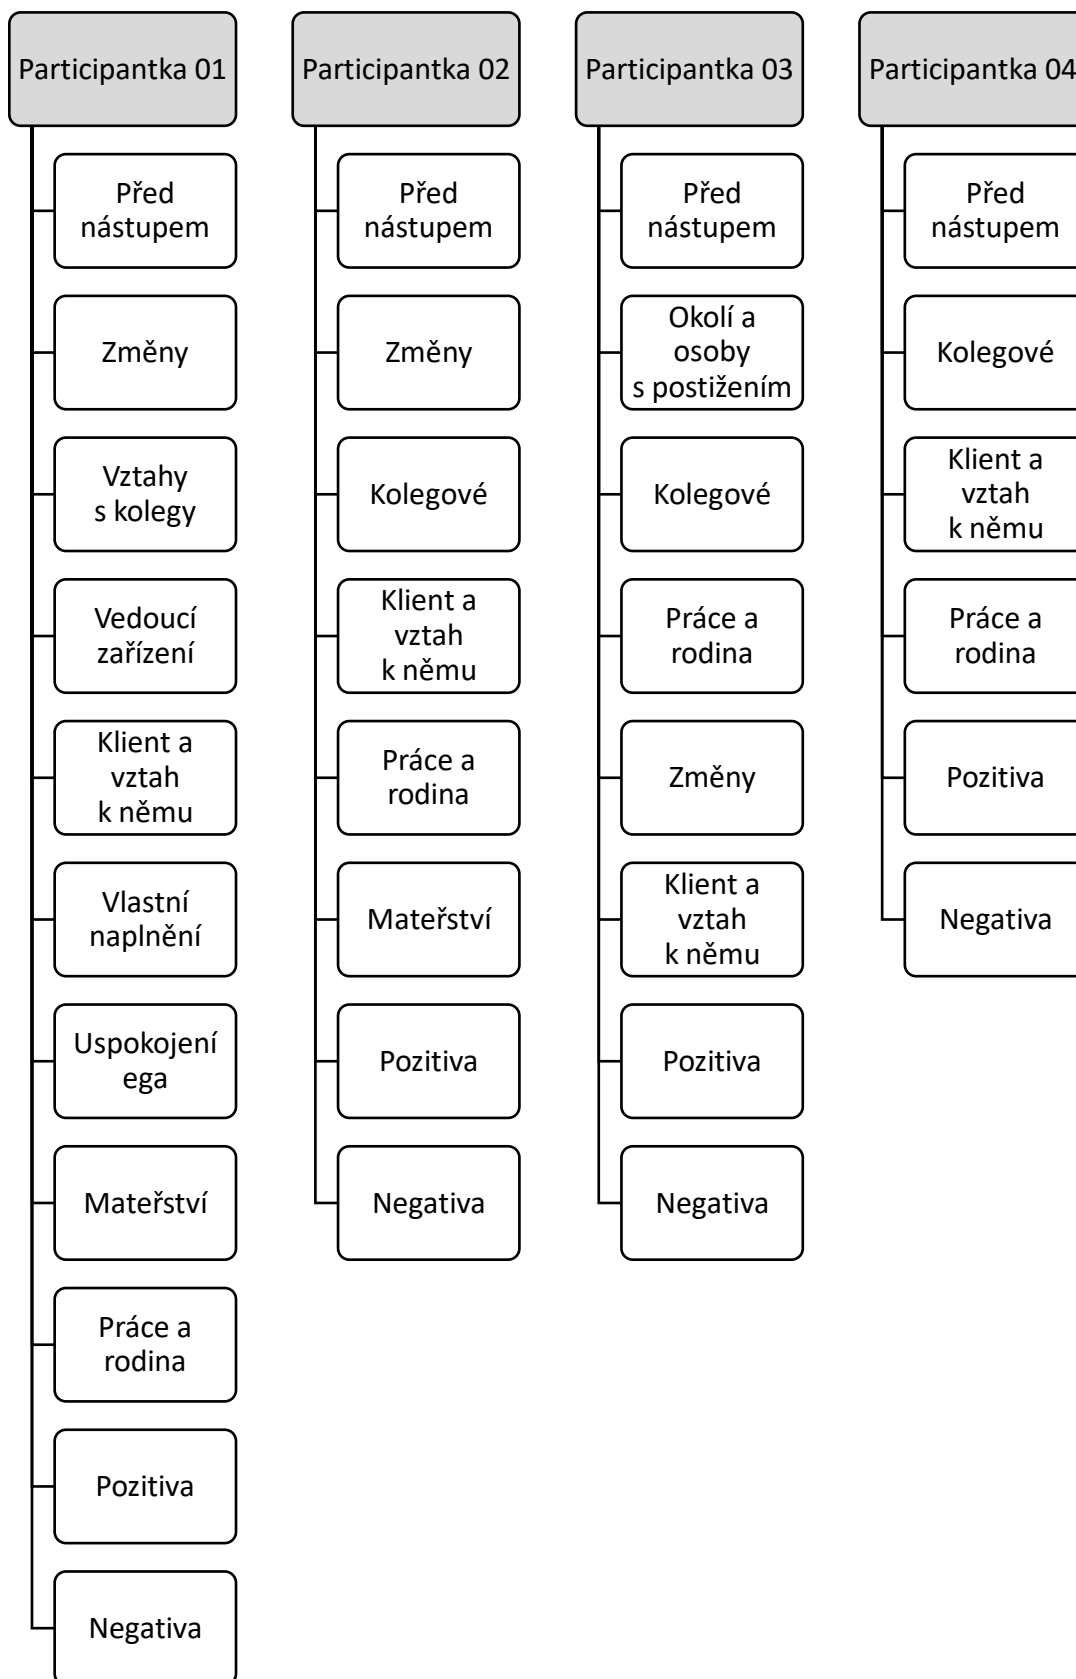 Participantka 01
Před
nástupem
Změny
Vztahy
s kolegy
Vedoucí
zařízení
Klient a
vztah
k němu
Vlastní
naplnění
Uspokojení
ega
Mateřství
Práce a
rodina
Pozitiva
Negativa
Participantka 02
Před
nástupem
Změny
Kolegové
Klient a
vztah
k němu
Práce a
rodina
Mateřství
Pozitiva
Negativa
Participantka 03
Před
nástupem
Okolí a
osoby
s postižením
Kolegové
Práce a
rodina
Změny
Klient a
vztah
k němu
Pozitiva
Negativa
Participantka 04
Před
nástupem
Kolegové
Klient a
vztah
k němu
Práce a
rodina
Pozitiva
Negativa